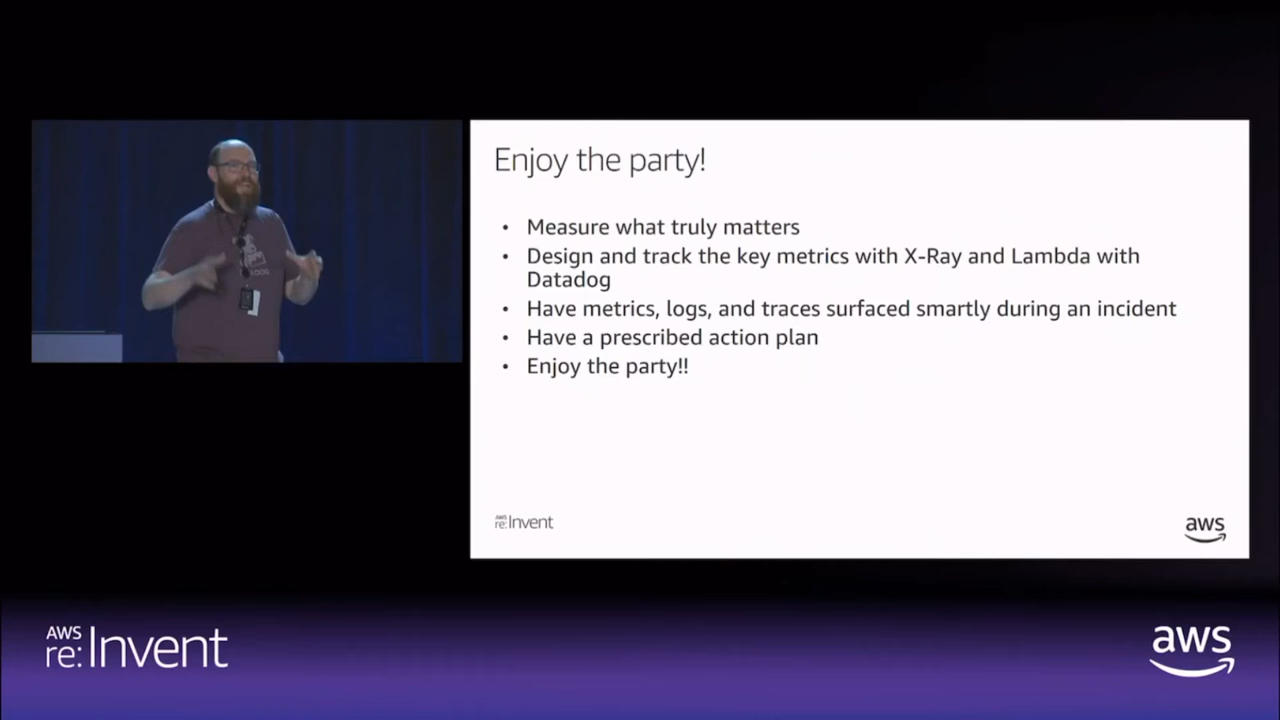 Enjoy the party!
• Measure what truly matters
• Design and track the key metrics with X-Ray and Lambda with
Datadog
• Have metrics, logs, and traces surfaced smartly during an incident
• Have a prescribed action plan
• Enjoy the party!!
AWS
re:Invent
aws
AWS
re:Invent
aws